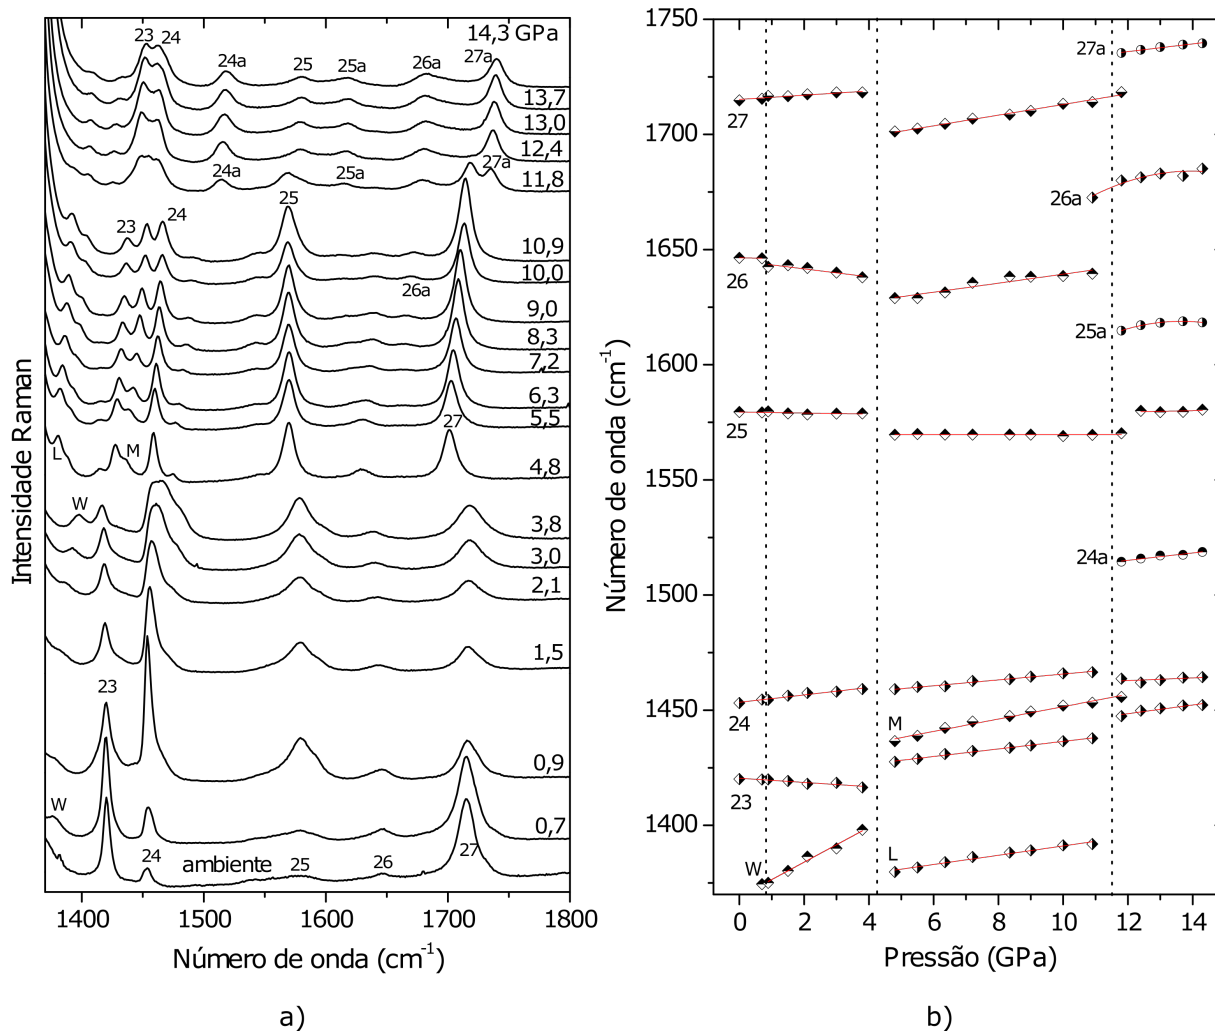 14,3 GPa
23
24
24a
25
25a
26a
27a
13,7
13,0
12,4
24a
25a
27a
11,8
23
24
25
10,9
10,0
26a
9,0
8,3
7,2
6,3
5,5
27
L
M
4,8
W
3,8
3,0
2,1
1,5
23
0,9
W
0,7
24
ambiente
25
26
27
1400
1500
1600
1700
1800
Número de onda (cm-1)
Intensidade Raman
a)
1750
1700
1650
1600
1550
1500
1450
1400
Número de onda (cm-1)
27a
27
26a
26
25a
25
24a
24
M
23
W
L
0
2
4
6
8
10
12
14
Pressão (GPa)
b)